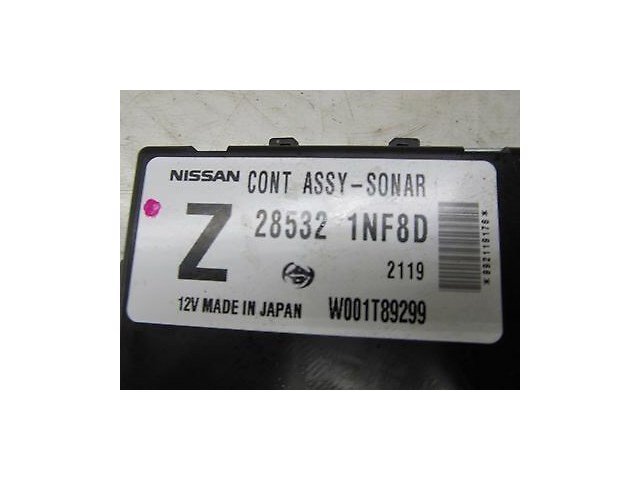 NISSAN CONT ASSY-SONAR
Z 28532 1NF8D
2119
12V MADE IN JAPAN W001T89299